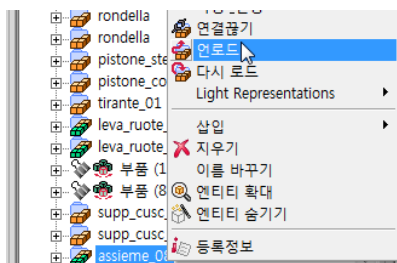 rondella
rondella
pistone_ste
pistone_co
tirante_01
leva_ruote_
leva_ruote_
부품 (1
부품 (8
supp_cusc_
supp_cusc_
assieme_08
연결끊기
언로드
다시 로드
Light Representations
삽입
지우기
이름 바꾸기
엔티티 확대
엔티티 숨기기
등록정보